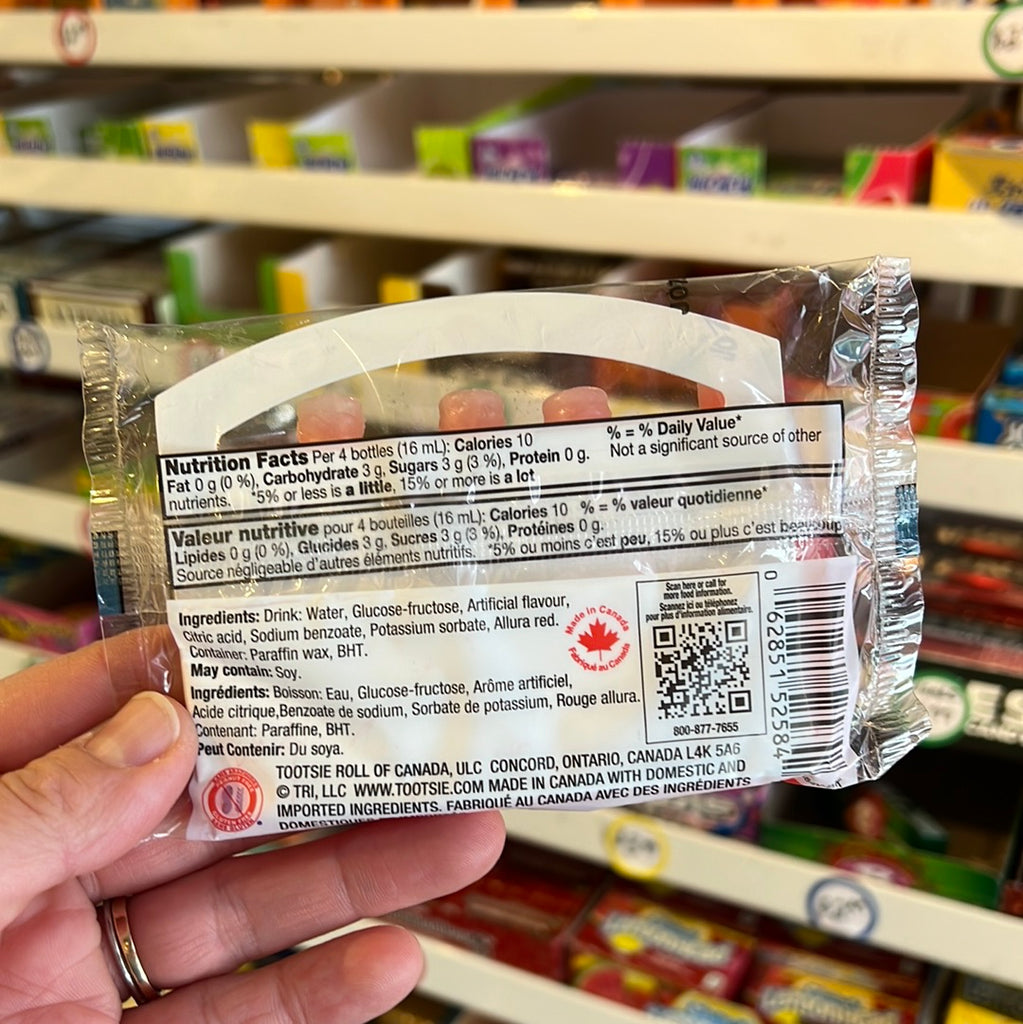 Nutrition Facts Per 4 bottles (16 mL): Calories 10
Fat 0 g (0 %), Carbohydrate 3 g, Sugars 3 g (3 %), Protein 0 g.
% = % Daily Value*
Not a significant source of other
nutrients. *5% or less is a little, 15% or more is a lot
Valeur nutritive pour 4 bouteilles (16 mL): Calories 10 % = % valeur quotidienne*
Lipides 0 g (0 %), Glucides 3 g, Sucres 3 g (3 %), Protéines 0 g.
Source négligeable d'autres éléments nutritifs. *5% ou moins c'est peu, 15% ou plus c'est beaucoup
Ingredients: Drink: Water, Glucose-fructose, Artificial flavour,
Citric acid, Sodium benzoate, Potassium sorbate, Allura red.
Container: Paraffin wax, BHT.
May contain: Soy.
Ingrédients: Boisson: Eau, Glucose-fructose, Arôme artificiel,
Acide citrique,Benzoate de sodium, Sorbate de potassium, Rouge allura.
Contenant: Paraffine, BHT.
Peut Contenir: Du soya.
Made in Canada
Fabriqué au Canada
Scan here or call for
more food information.
Scannez ici ou téléphonez
pour plus d'information alimentaire.
800-877-7655
0 62851 52584
TOOTSIE ROLL OF CANADA, ULC CONCORD, ONTARIO, CANADA L4K 5A6
© TRI, LLC WWW.TOOTSIE.COM MADE IN CANADA WITH DOMESTIC AND
IMPORTED INGREDIENTS. FABRIQUÉ AU CANADA AVEC DES INGRÉDIENTS